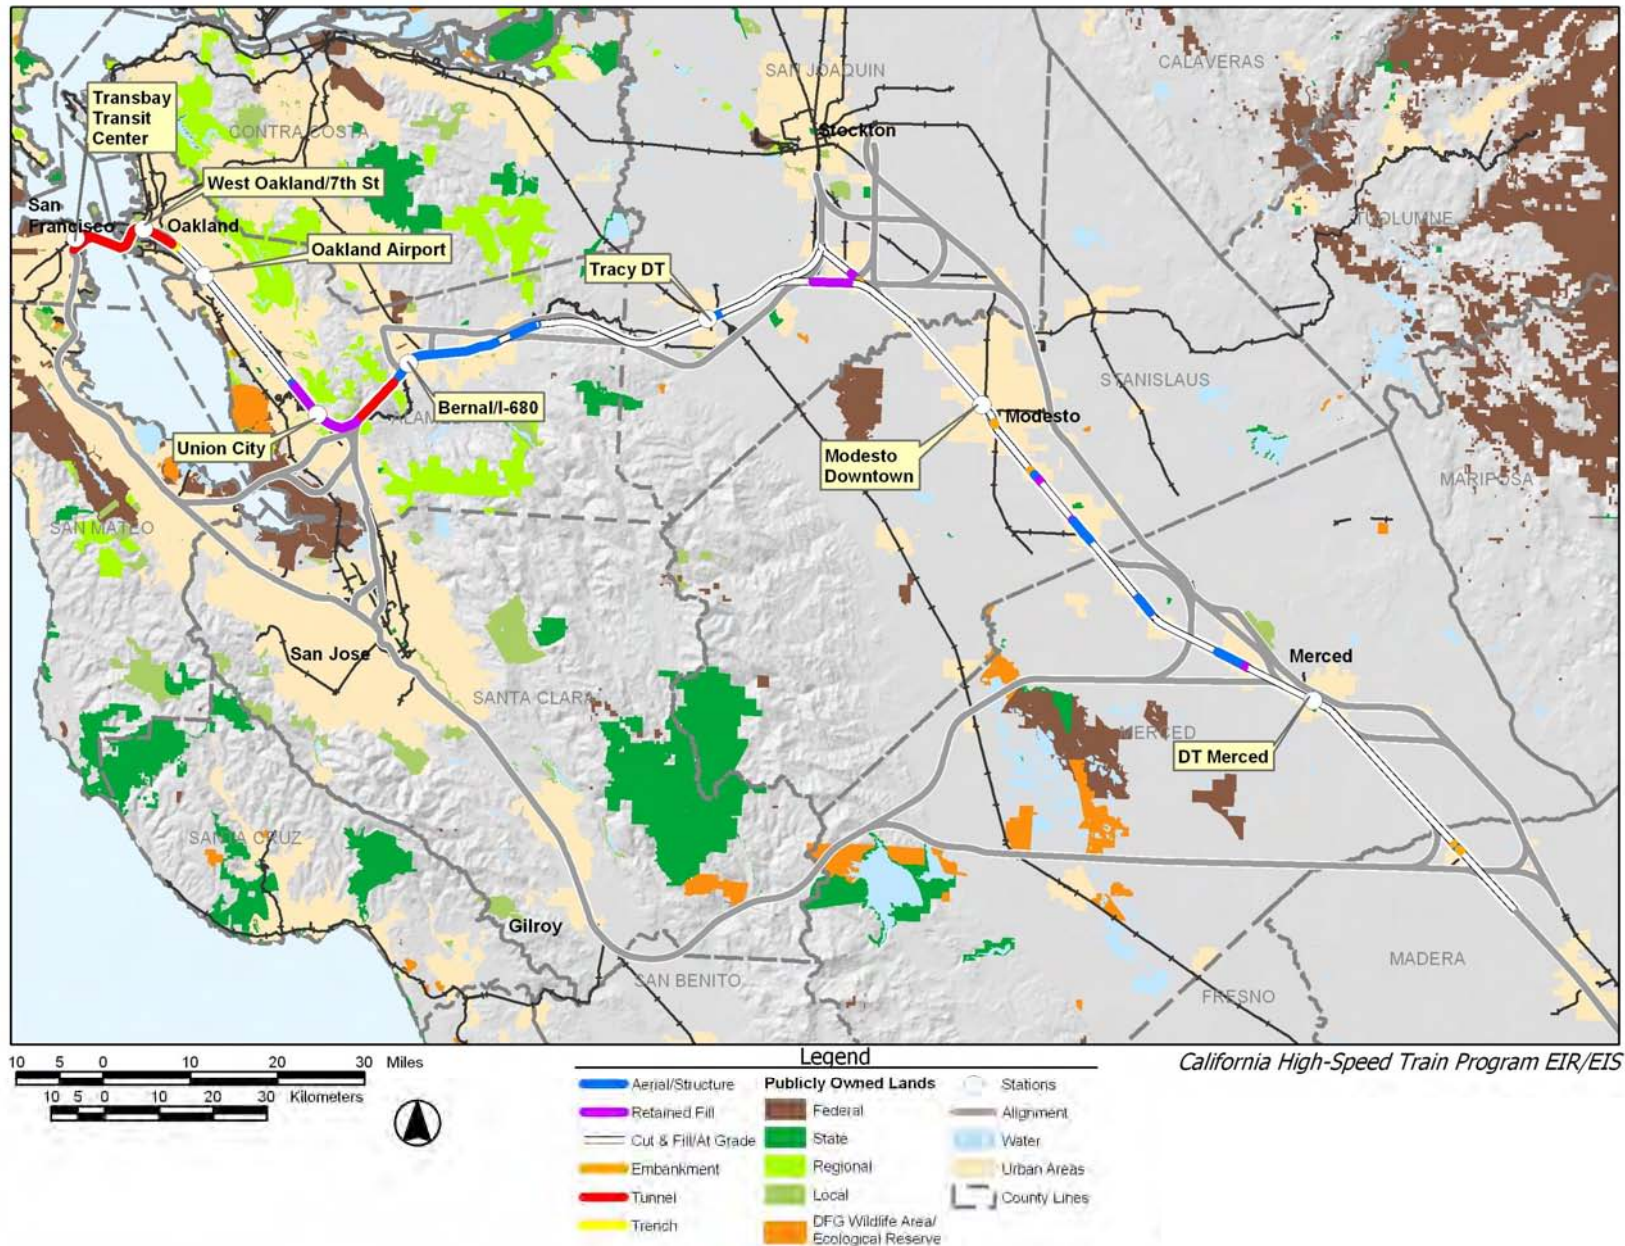 CALAVERAS
SAN JOAQUIN
Transbay
Transit
Center
CONTRA COSTA
Stockton
West Oakland/7th St
San
Francisco
Oakland
TUOLUMNE
Oakland Airport
Tracy DT
STANISLAUS
Bernal/I-680
ALAM
Modesto
Union City
Modesto
Downtown
MARIPOSA
SAN MATEO
San Jose
Merced
SANTA CLARA
MERCED
DT Merced
SANTA CRUZ
Gilroy
MADERA
SAN BENITO
FRESNO
10 5 0 10 20 30 Miles
10 5 0 10 20 30 Kilometers
California High-Speed Train Program EIR/EIS
Legend
Aerial/Structure
Retained Fill
Cut & Fill/At Grade
Embankment
Tunnel
Trench
Publicly Owned Lands
Federal
State
Regional
Local
DFG Wildlife Area/
Ecological Reserve
Stations
Alignment
Water
Urban Areas
County Lines